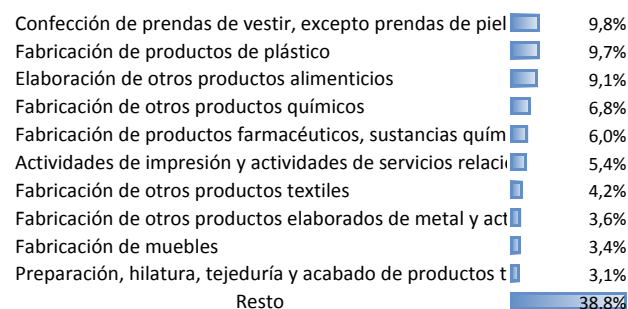 Confección de prendas de vestir, excepto prendas de piel 9,8%
Fabricación de productos de plástico 9,7%
Elaboración de otros productos alimenticios 9,1%
Fabricación de otros productos químicos 6,8%
Fabricación de productos farmacéuticos, sustancias quím 6,0%
Actividades de impresión y actividades de servicios relaci 5,4%
Fabricación de otros productos textiles 4,2%
Fabricación de otros productos elaborados de metal y act 3,6%
Fabricación de muebles 3,4%
Preparación, hilatura, tejeduría y acabado de productos t 3,1%
Resto 38,8%